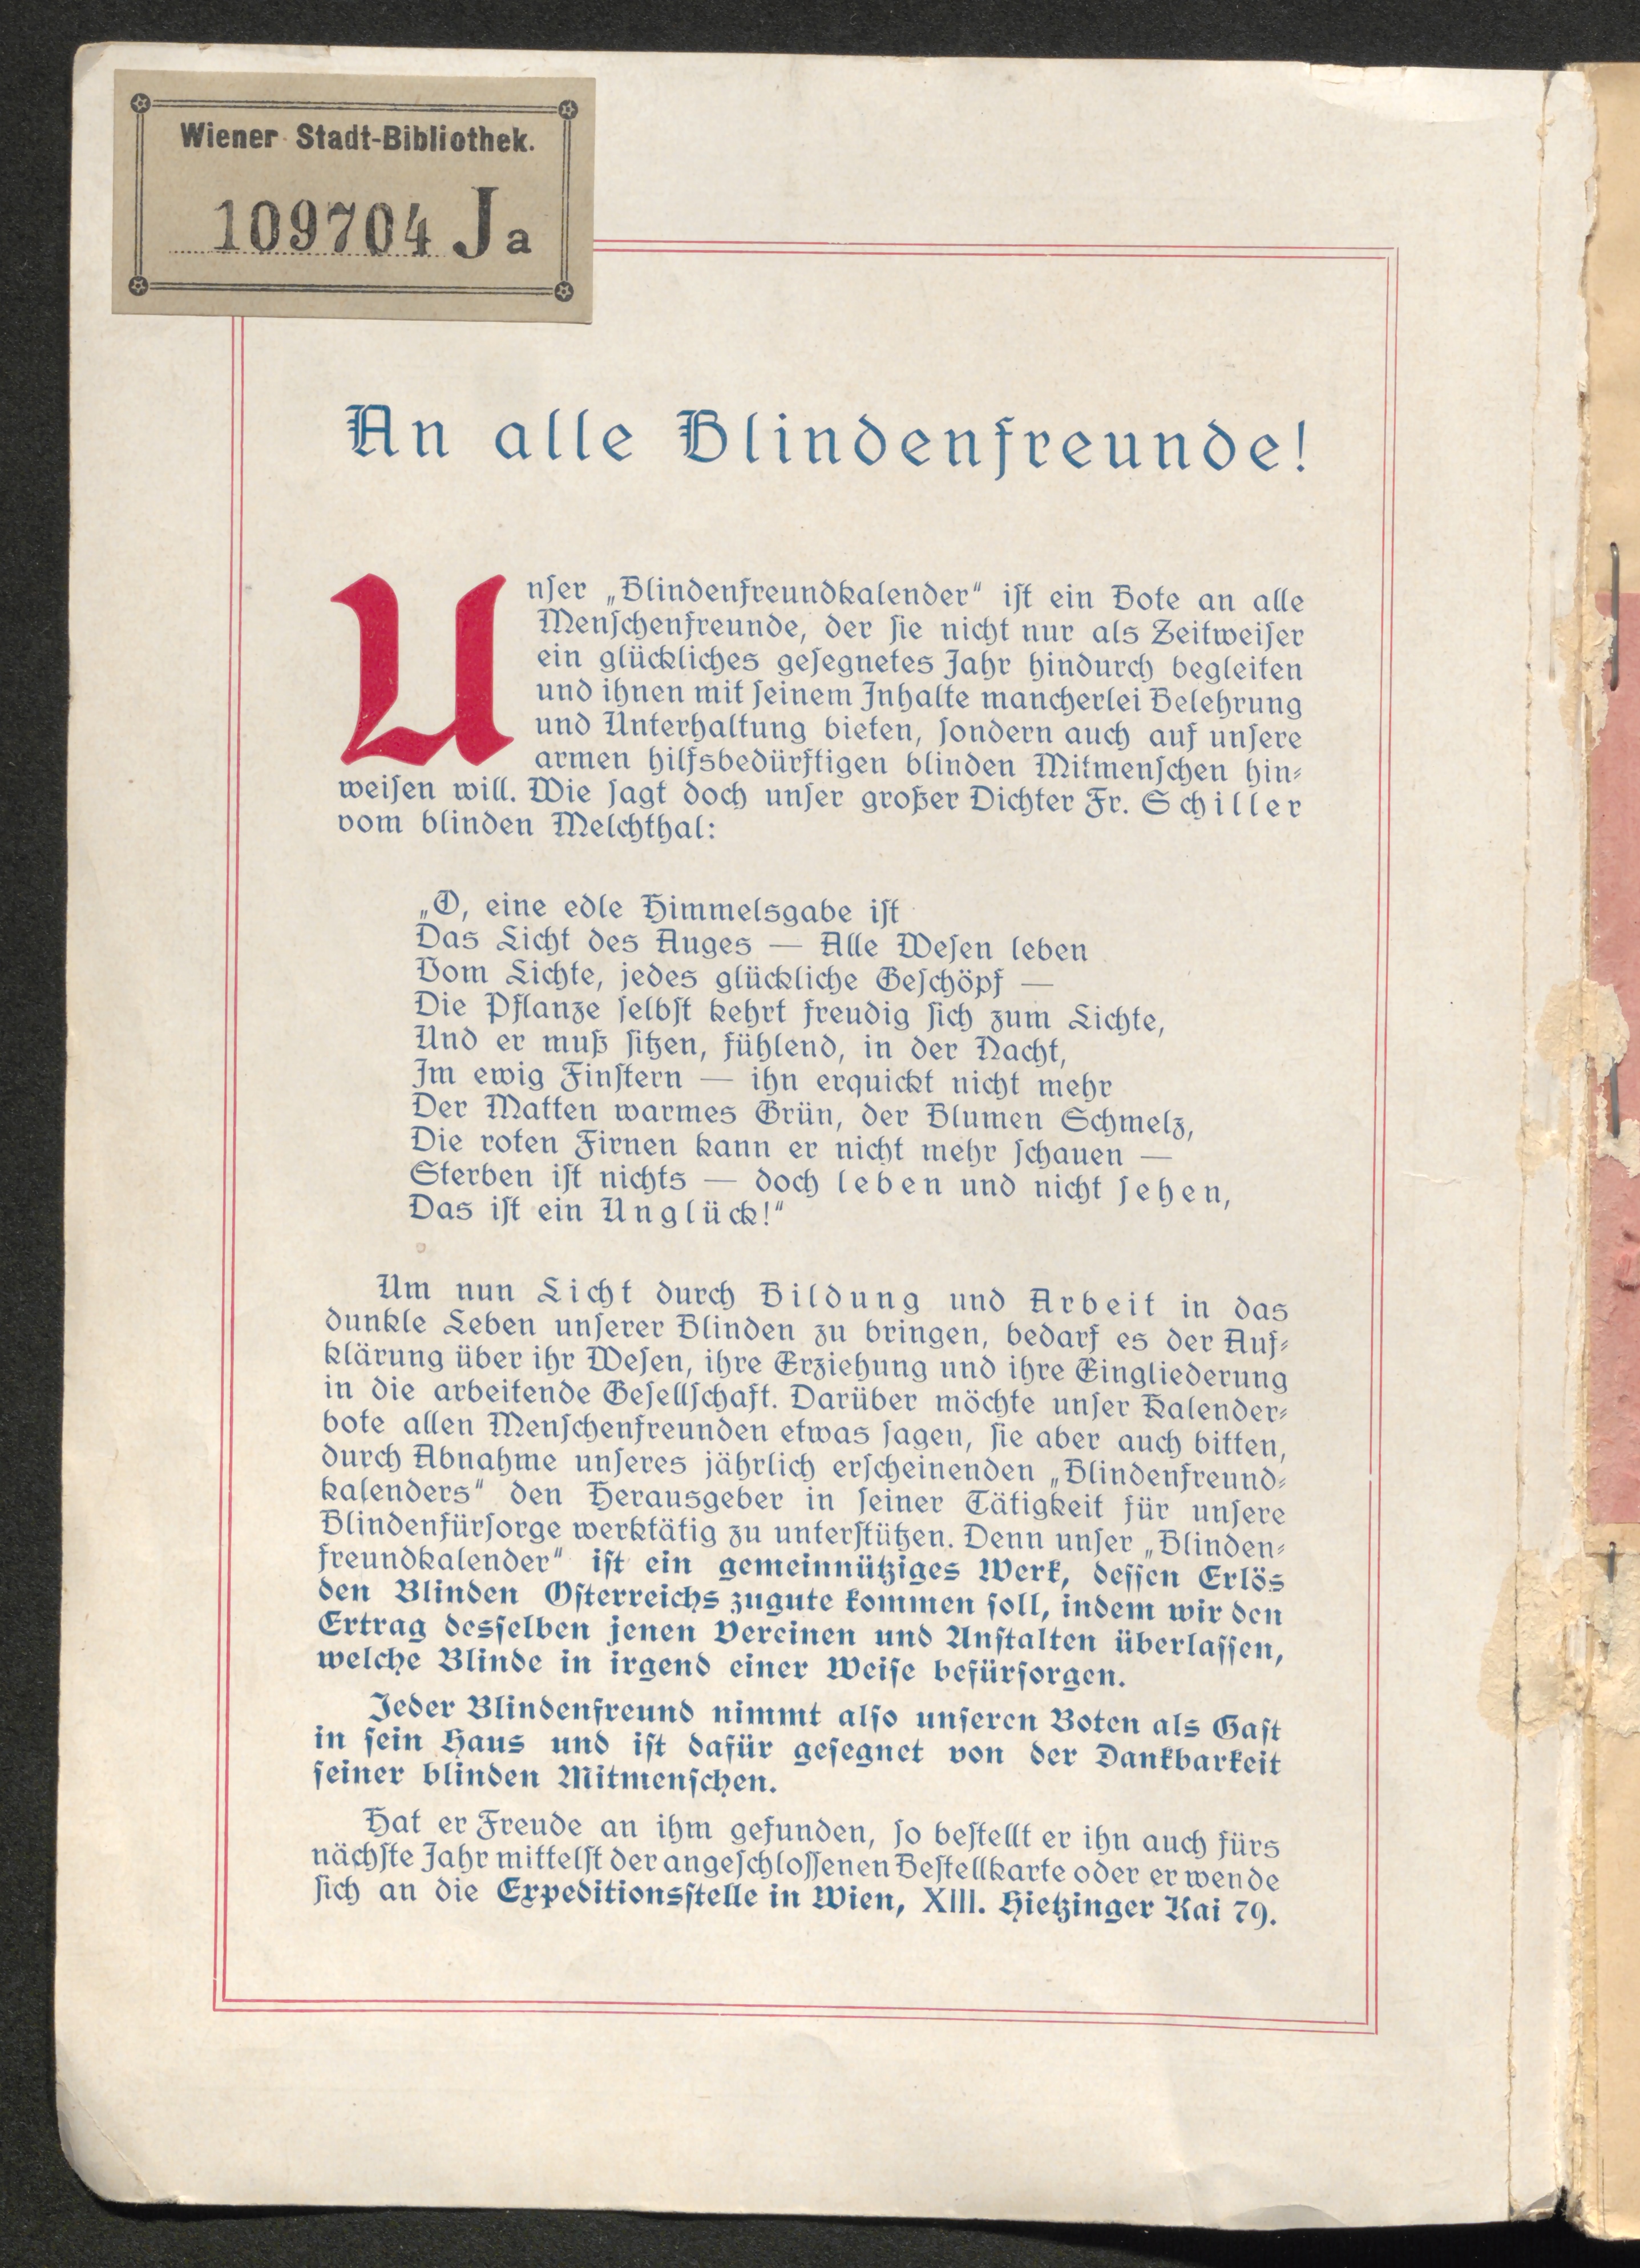 Wiener Stadt-Bibliothek.
109704 Ja
An alle Blindenfreunde!
Unser „Blindenfreundkalender“ ist ein Bote an alle
Menschenfreunde, der sie nicht nur als Zeitweiser
ein glückliches gesegnetes Jahr hindurch begleiten
und ihnen mit seinem Inhalte mancherlei Belehrung
und Unterhaltung bieten, sondern auch auf unsere
armen hilfsbedürftigen blinden Mitmenschen hin-
weisen will. Wie sagt doch unser großer Dichter Fr. Schiller
vom blinden Melchthal:
„O, eine edle Himmelsgabe ist
Das Licht des Auges — Alle Wesen leben
Vom Lichte, jedes glückliche Geschöpf —
Die Pflanze selbst kehrt freudig sich zum Lichte,
Und er muß sitzen, fühlend, in der Nacht,
Im ewig Finstern — ihn erquickt nicht mehr
Der Matten warmes Grün, der Blumen Schmelz,
Die roten Firnen kann er nicht mehr schauen —
Sterben ist nichts — doch leben und nicht sehen,
Das ist ein Unglück!“
Um nun Licht durch Bildung und Arbeit in das
dunkle Leben unserer Blinden zu bringen, bedarf es der Auf-
klärung über ihr Wesen, ihre Erziehung und ihre Eingliederung
in die arbeitende Gesellschaft. Darüber möchte unser Kalender-
bote allen Menschenfreunden etwas sagen, sie aber auch bitten,
durch Abnahme unseres jährlich erscheinenden „Blindenfreund-
kalenders“ den Herausgeber in seiner Tätigkeit für unsere
Blindenfürsorge werktätig zu unterstützen. Denn unser „Blinden-
freundkalender“ ist ein gemeinnütziges Werk, dessen Erlös
den Blinden Österreichs zugute kommen soll, indem wir den
Ertrag desselben jenen Vereinen und Anstalten überlassen,
welche Blinde in irgend einer Weise befürsorgen.
Jeder Blindenfreund nimmt also unseren Boten als Gast
in sein Haus und ist dafür gesegnet von der Dankbarkeit
seiner blinden Mitmenschen.
Hat er Freude an ihm gefunden, so bestellt er ihn auch fürs
nächste Jahr mittelst der angeschlossenen Bestellkarte oder er wende
sich an die Expeditionsstelle in Wien, XIII. Hietzinger Kai 79.